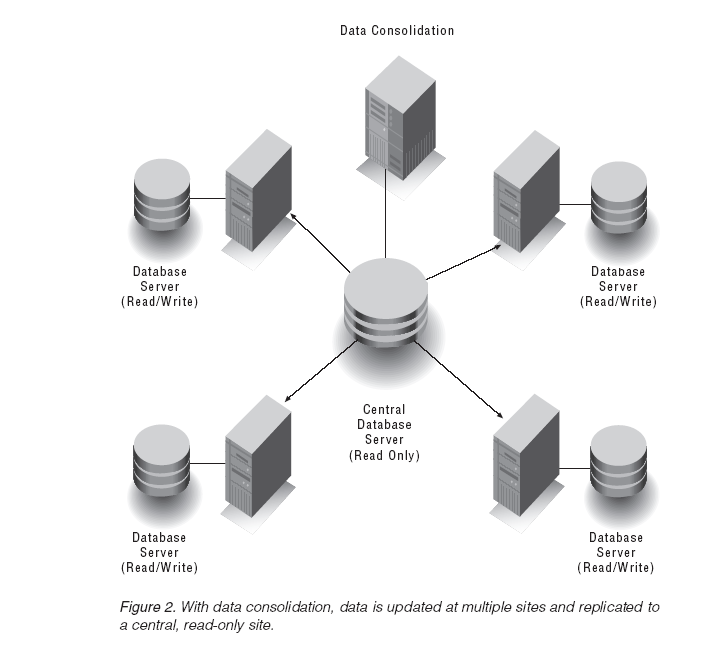 Data Consolidation
Database
Server
(Read/Write)
Database
Server
(Read/Write)
Central
Database
Server
(Read Only)
Database
Server
(Read/Write)
Database
Server
(Read/Write)
Figure 2. With data consolidation, data is updated at multiple sites and replicated to
a central, read-only site.